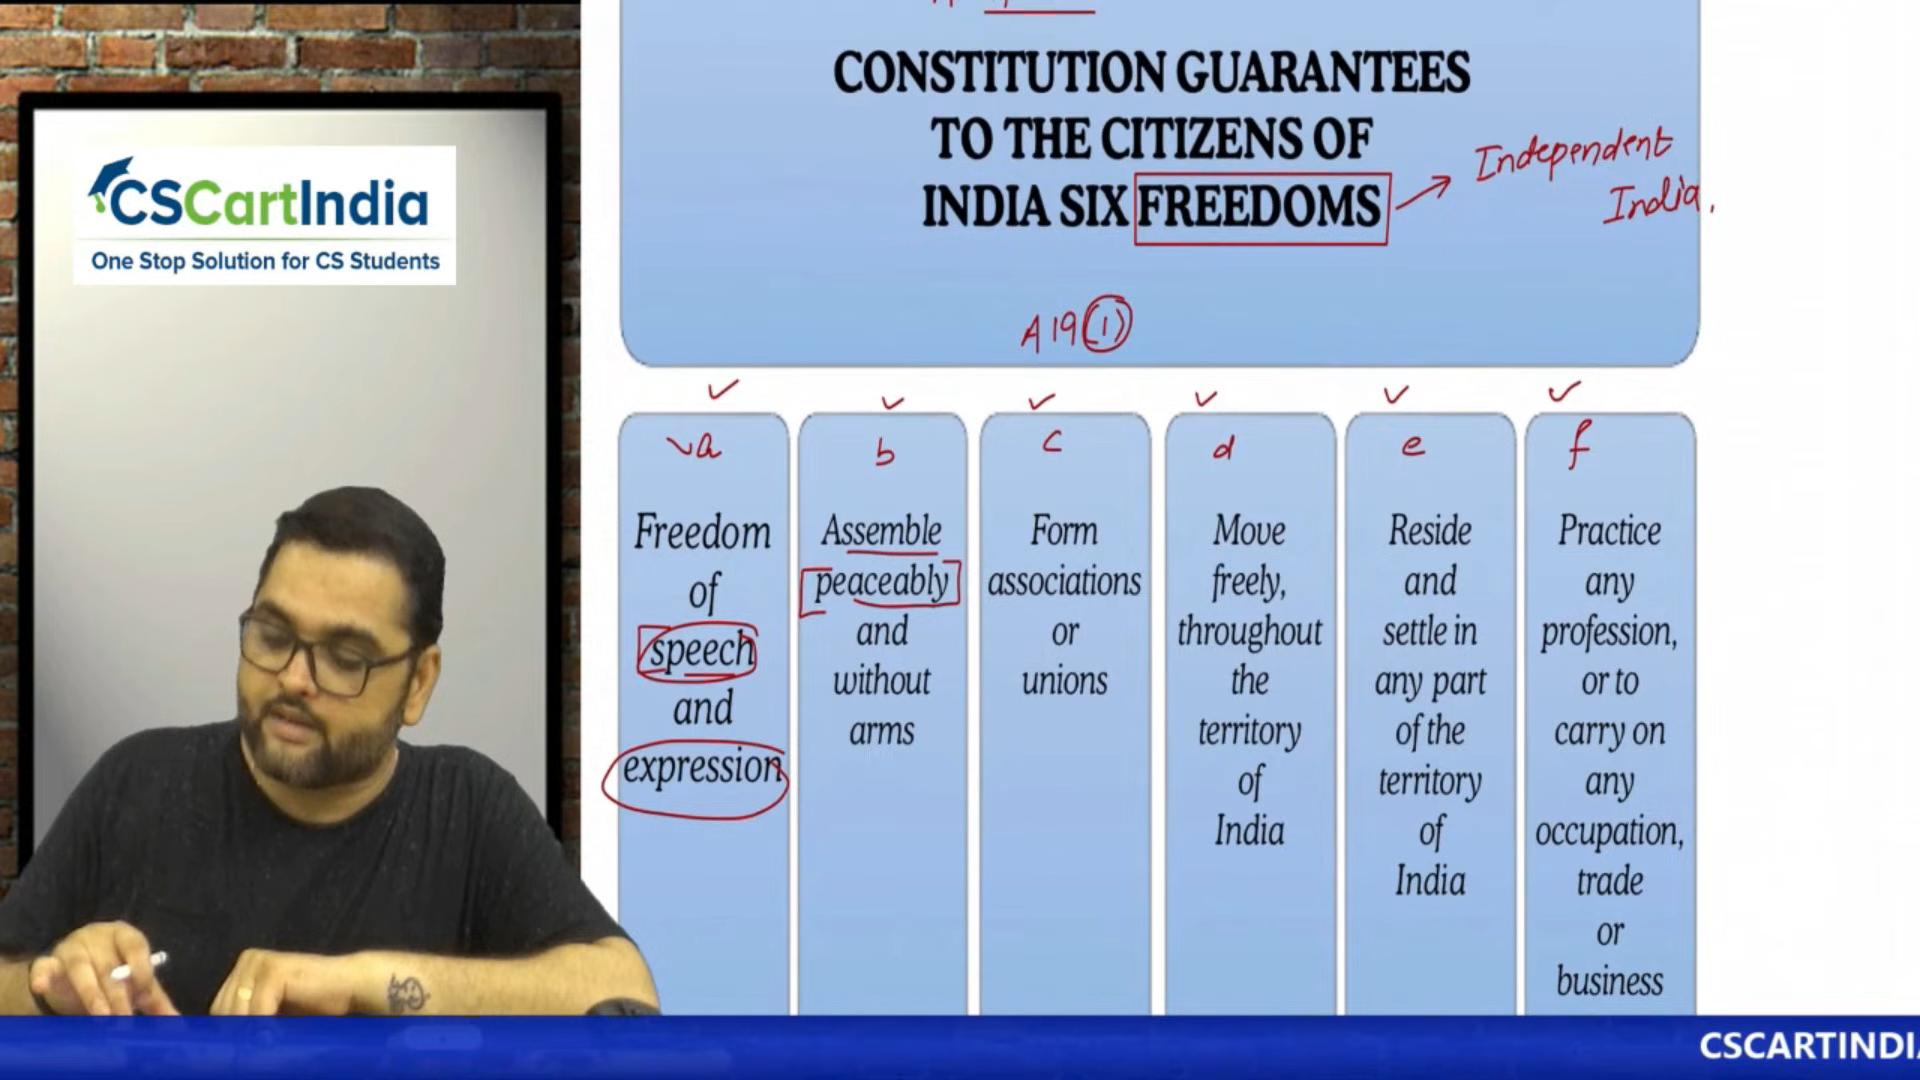 CSCartIndia
One Stop Solution for CS Students
CONSTITUTION GUARANTEES
TO THE CITIZENS OF
INDIA SIX FREEDOMS
Independent
India.
A 19 (1)
a
Freedom
of
speech
and
expression
b
Assemble
peaceably
and
without
arms
c
Form
associations
or
unions
d
Move
freely,
throughout
the
territory
of
India
e
Reside
and
settle in
any part
of the
territory
of
India
f
Practice
any
profession,
or to
carry on
any
occupation,
trade
or
business
CSCARTINDIA